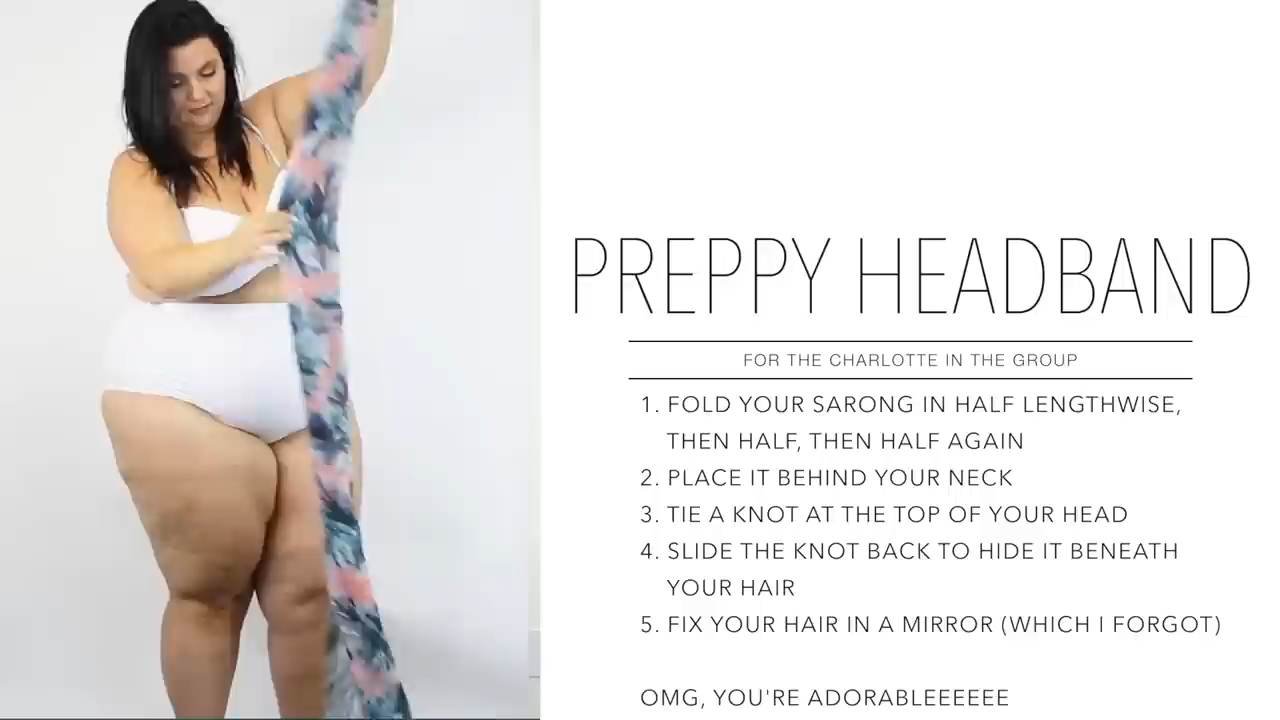 PREPPY HEADBAND
FOR THE CHARLOTTE IN THE GROUP
1. FOLD YOUR SARONG IN HALF LENGTHWISE,
THEN HALF, THEN HALF AGAIN
2. PLACE IT BEHIND YOUR NECK
3. TIE A KNOT AT THE TOP OF YOUR HEAD
4. SLIDE THE KNOT BACK TO HIDE IT BENEATH
YOUR HAIR
5. FIX YOUR HAIR IN A MIRROR (WHICH I FORGOT)
OMG, YOU'RE ADORABLEEEEEE